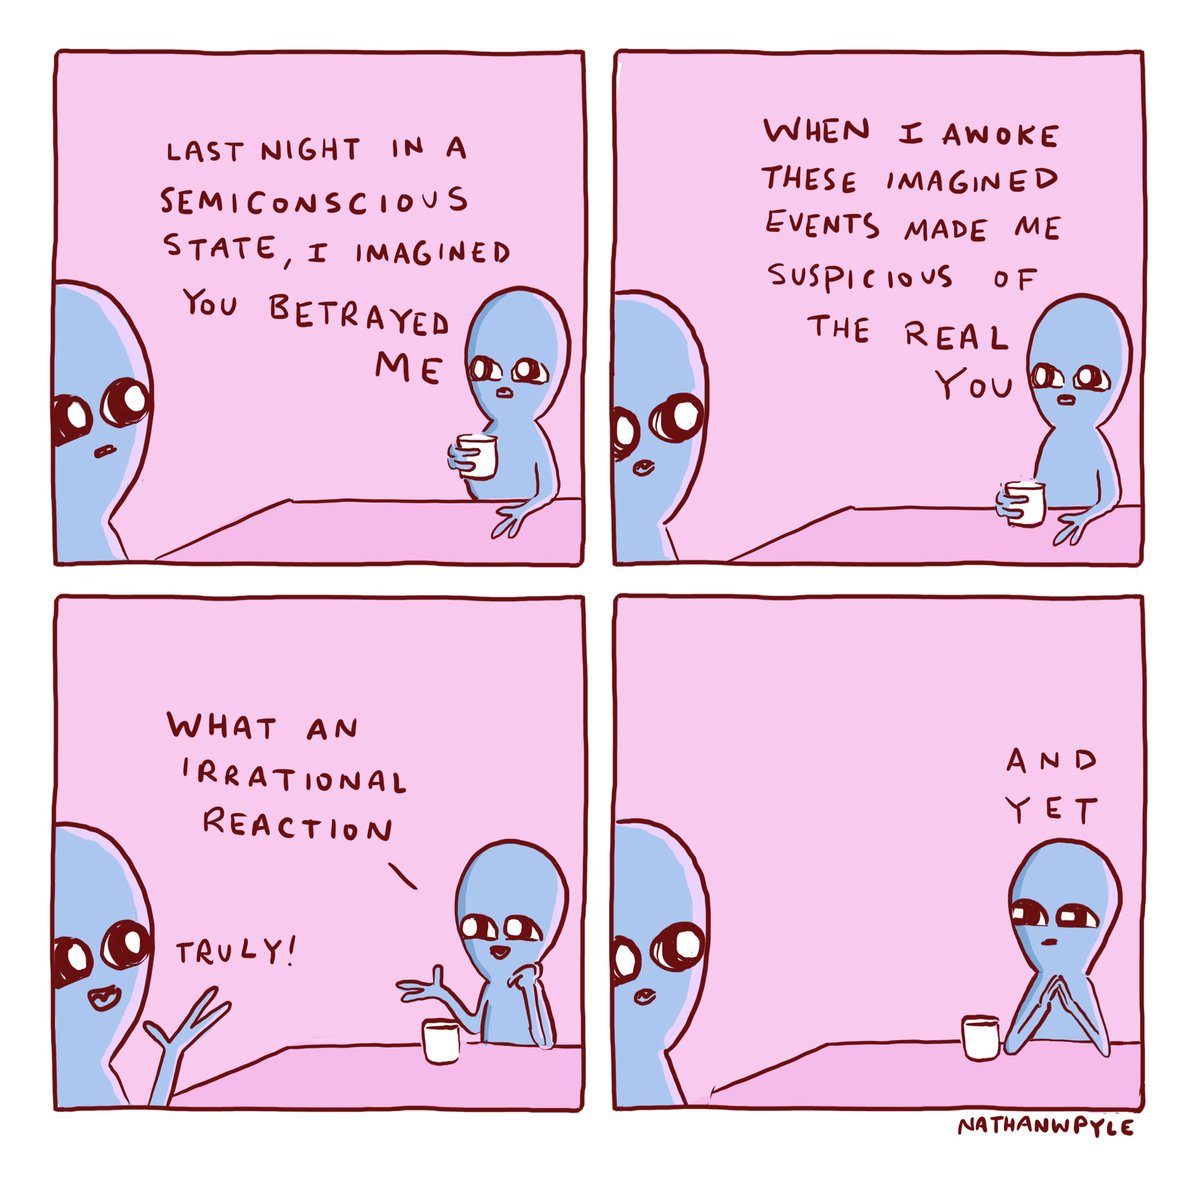 LAST NIGHT IN A
SEMICONSCIOUS
STATE, I IMAGINED
YOU BETRAYED
ME
WHEN I AWOKE
THESE IMAGINED
EVENTS MADE ME
SUSPICIOUS OF
THE REAL
YOU
WHAT AN
IRRATIONAL
REACTION
TRULY!
AND
YET
NATHANWPYLE